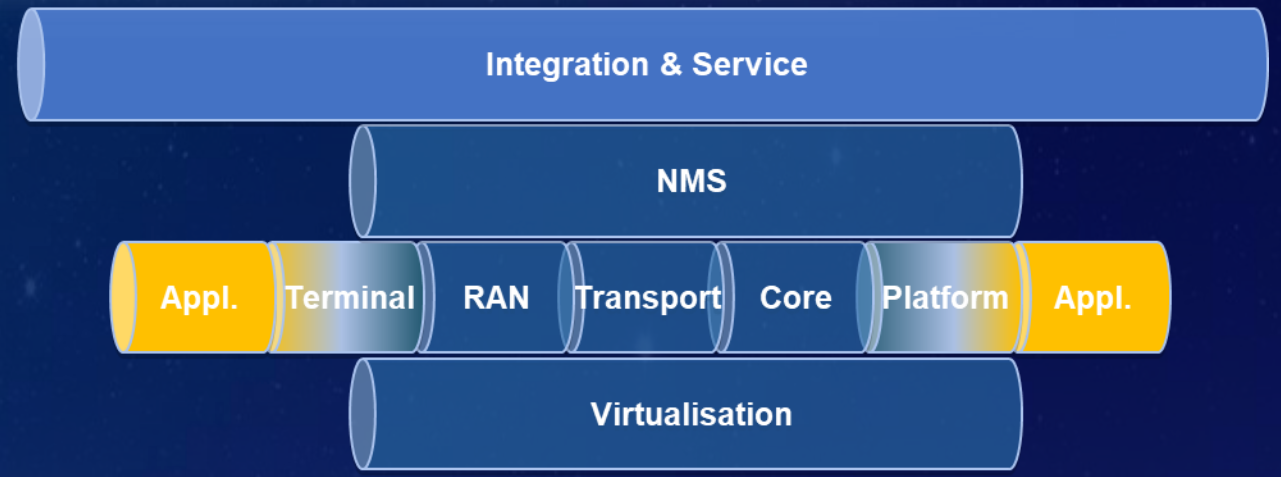 Integration & Service
NMS
Appl. Terminal RAN Transport Core Platform Appl.
Virtualisation